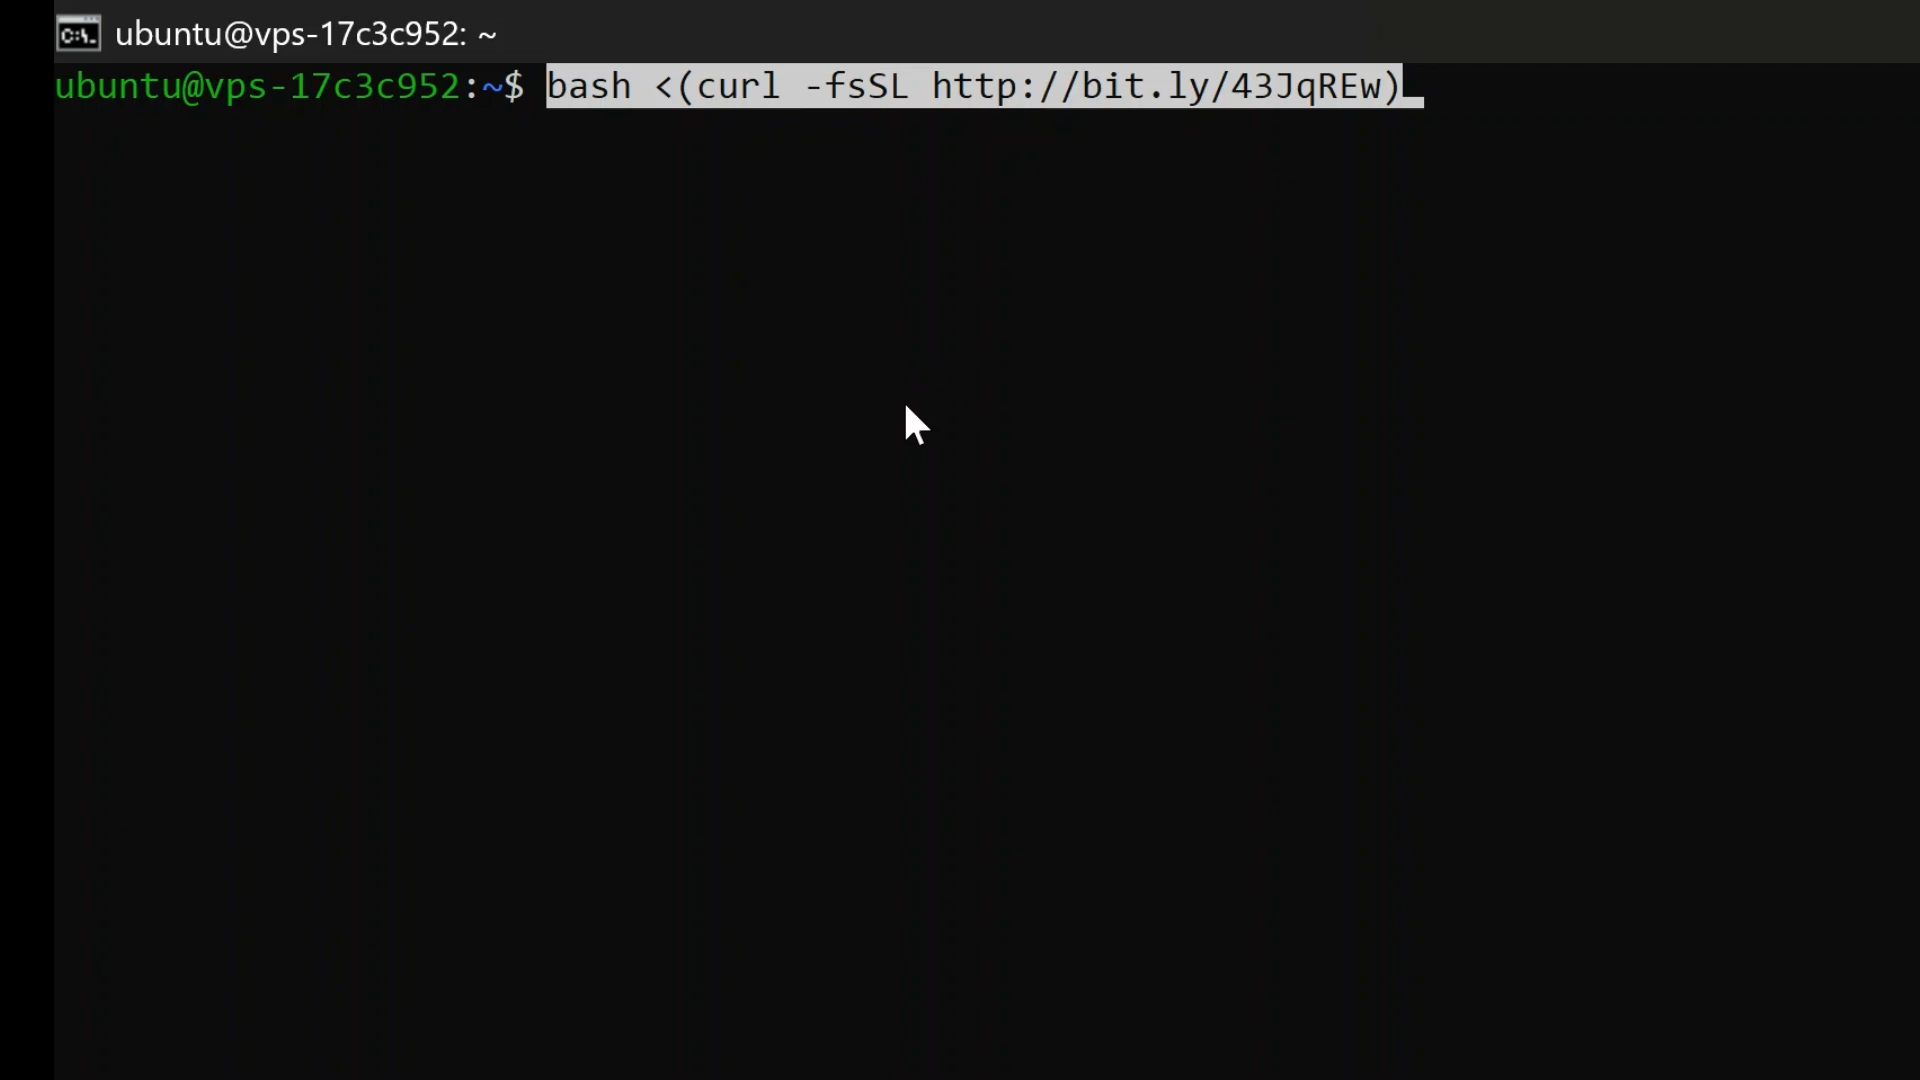 C:\.
ubuntu@vps-17c3c952: ~
ubuntu@vps-17c3c952:~$ bash <(curl -fsSL http://bit.ly/43JqREw)